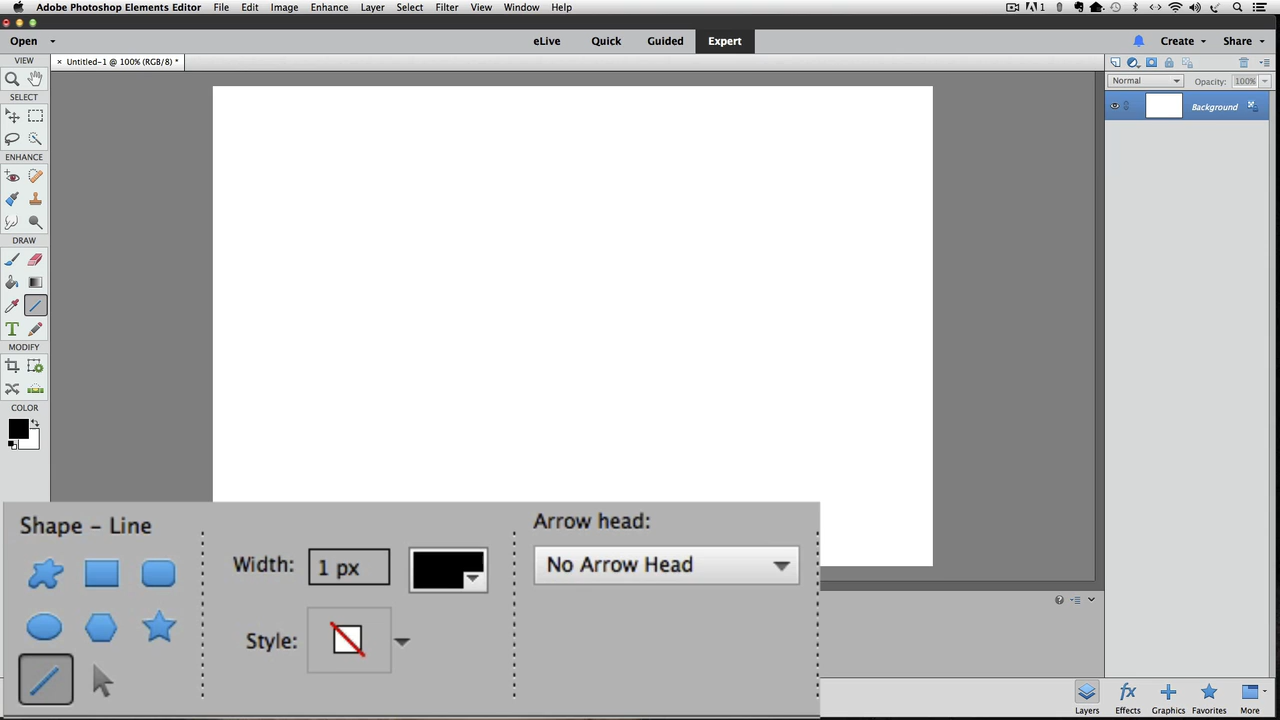 Adobe Photoshop Elements Editor File Edit Image Enhance Layer Select Filter View Window Help 1
Open eLive Quick Guided Expert Create Share
VIEW
× Untitled-1 @ 100% (RGB/8) *
Normal Opacity: 100%
SELECT
Background
ENHANCE
DRAW
T
MODIFY
COLOR
Shape - Line
Width: 1 px
Style:
Arrow head:
No Arrow Head
Layers Effects Graphics Favorites More